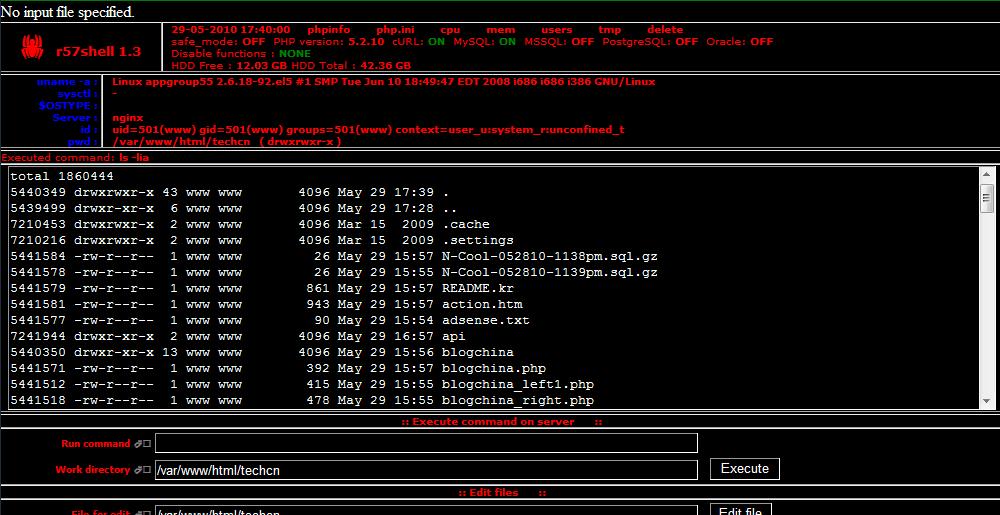 No input file specified.
r57shell 1.3
29-05-2010 17:40:00 phpinfo php.ini cpu mem users tmp delete
safe_mode: OFF PHP version: 5.2.10 cURL: ON MySQL: ON MSSQL: OFF PostgreSQL: OFF Oracle: OFF
Disable functions : NONE
HDD Free : 12.03 GB HDD Total : 42.36 GB
uname -a : Linux appgroup55 2.6.18-92.el5 #1 SMP Tue Jun 10 18:49:47 EDT 2008 i686 i686 i386 GNU/Linux
sysctl : -
$OSTYPE :
Server : nginx
id : uid=501(www) gid=501(www) groups=501(www) context=user_u:system_r:unconfined_t
pwd : /var/www/html/techcn ( drwxrwxr-x )
Executed command: ls -lia
total 1860444
5440349 drwxrwxr-x 43 www www 4096 May 29 17:39 .
5439499 drwxrwxr-x 6 www www 4096 May 29 17:28 ..
7210453 drwxr-xr-x 2 www www 4096 Mar 15 2009 .cache
7210216 drwxr-xr-x 2 www www 4096 Mar 15 2009 .settings
5441584 -rw-r--r-- 1 www www 26 May 29 15:57 N-Cool-052810-1138pm.sql.gz
5441578 -rw-r--r-- 1 www www 26 May 29 15:55 N-Cool-052810-1139pm.sql.gz
5441579 -rw-r--r-- 1 www www 861 May 29 15:57 README.kr
5441581 -rw-r--r-- 1 www www 943 May 29 15:57 action.htm
5441577 -rw-r--r-- 1 www www 90 May 29 15:54 adsense.txt
7241944 drwxr-xr-x 2 www www 4096 May 29 16:57 api
5440350 drwxr-xr-x 13 www www 4096 May 29 15:56 blogchina
5441571 -rw-r--r-- 1 www www 392 May 29 15:57 blogchina.php
5441512 -rw-r--r-- 1 www www 415 May 29 15:55 blogchina_left1.php
5441518 -rw-r--r-- 1 www www 478 May 29 15:55 blogchina_right.php
:: Execute command on server ::
Run command
Work directory /var/www/html/techcn Execute
:: Edit files ::
File for edit /var/www/html/techcn Edit file